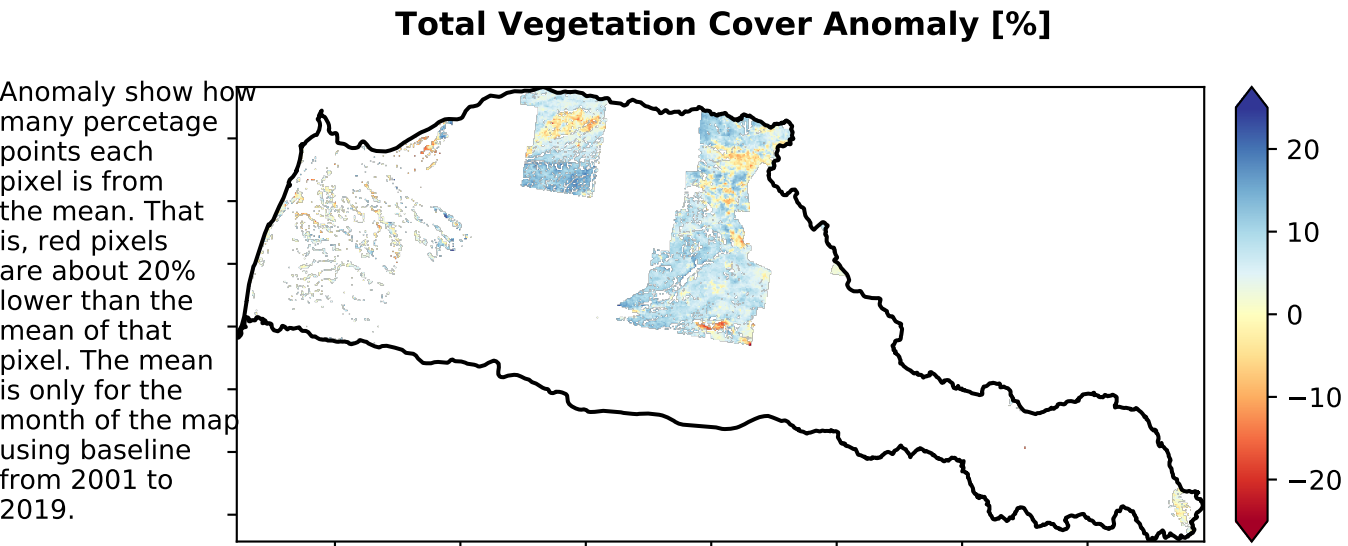 Total Vegetation Cover Anomaly [%]
Anomaly show how
many percetage
points each
pixel is from
the mean. That
is, red pixels
are about 20%
lower than the
mean of that
pixel. The mean
is only for the
month of the map
using baseline
from 2001 to
2019.
20
10
0
−10
−20